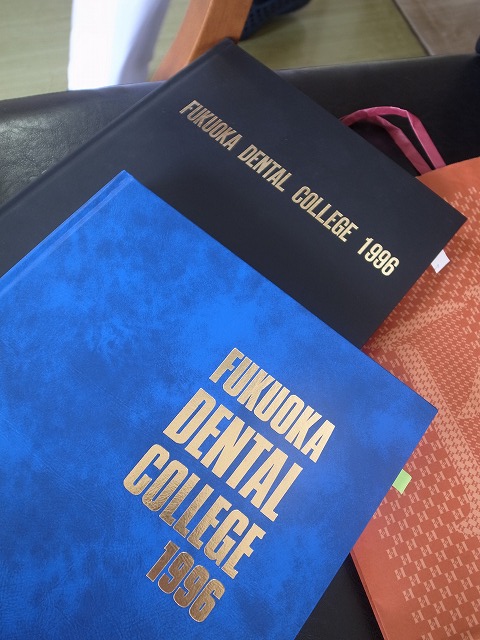 FUKUOKA DENTAL COLLEGE 1996
FUKUOKA
DENTAL
COLLEGE
1996